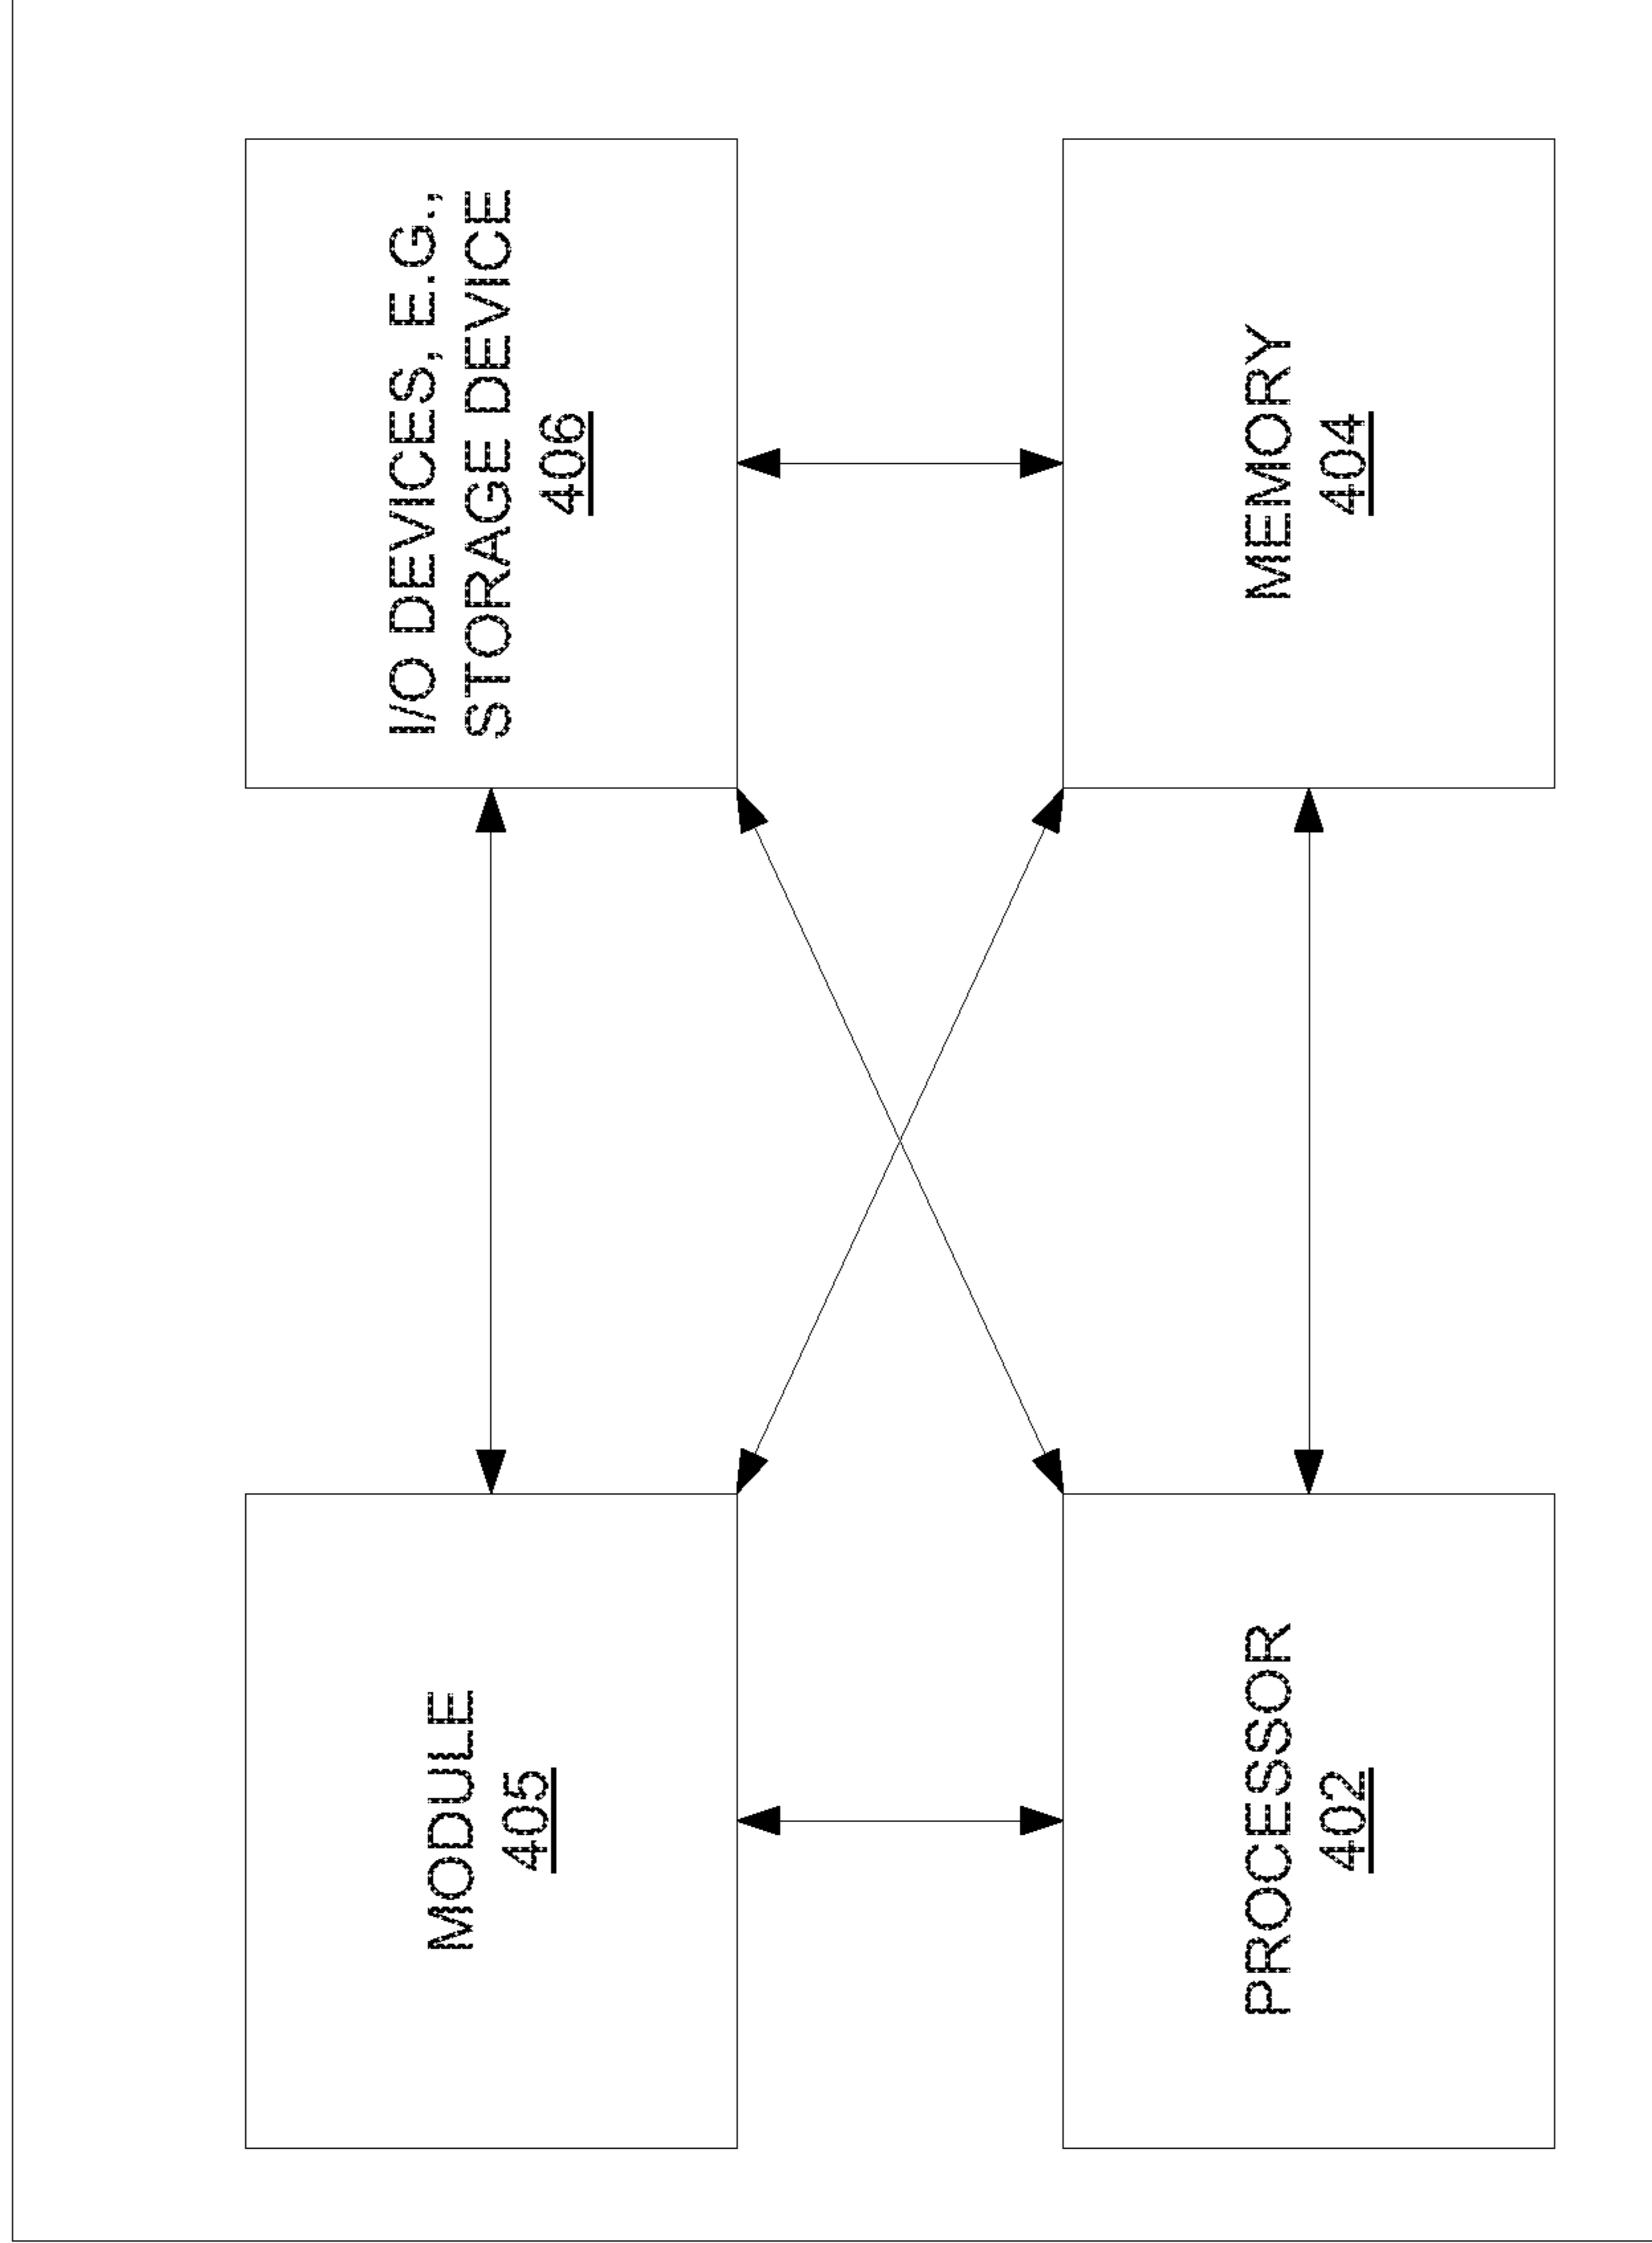 MODULE
405
I/O DEVICES, E.G.,
STORAGE DEVICE
406
PROCESSOR
402
MEMORY
404